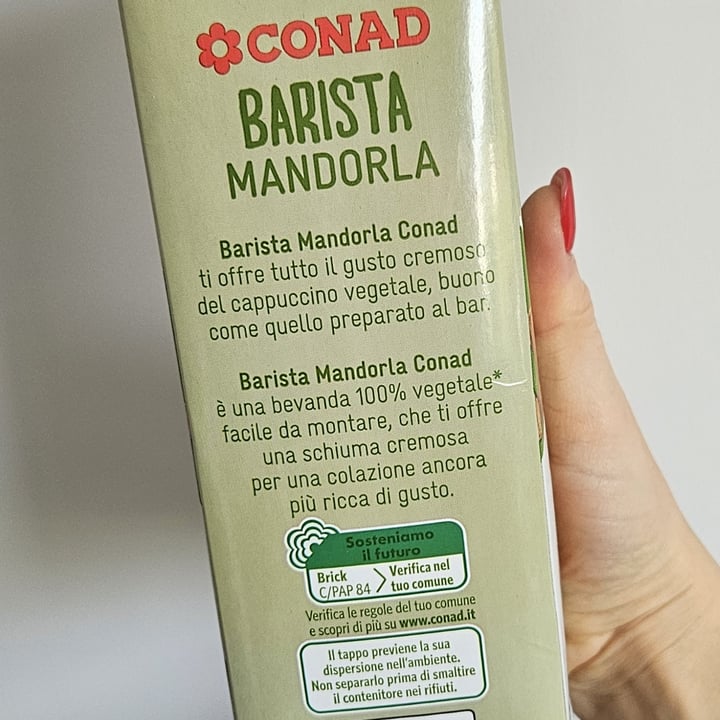 CONAD
BARISTA
MANDORLA
Barista Mandorla Conad
ti offre tutto il gusto cremoso
del cappuccino vegetale, buono
come quello preparato al bar.
Barista Mandorla Conad
è una bevanda 100% vegetale*
facile da montare, che ti offre
una schiuma cremosa
per una colazione ancora
più ricca di gusto.
Sosteniamo
il futuro
Brick
C/PAP 84
Verifica nel
tuo comune
Verifica le regole del tuo comune
e scopri di più su www.conad.it
Il tappo previene la sua
dispersione nell'ambiente.
Non separarlo prima di smaltire
il contenitore nei rifiuti.